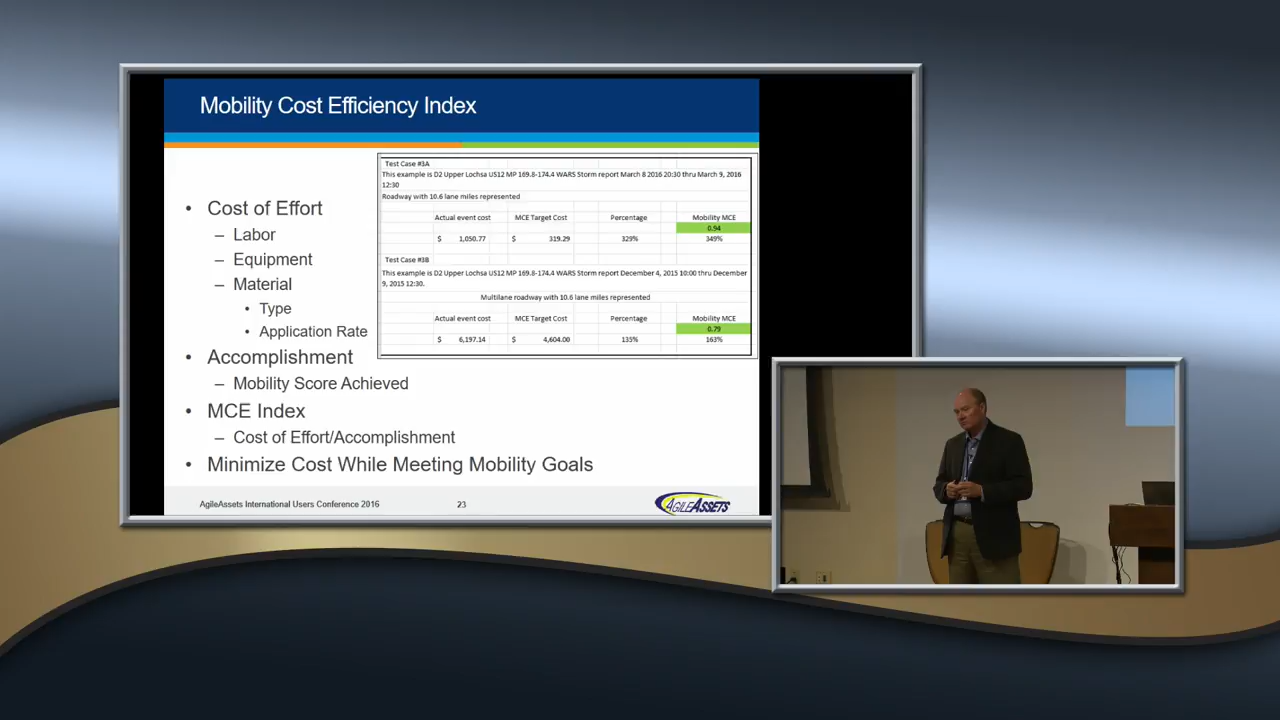 Mobility Cost Efficiency Index
• Cost of Effort
– Labor
– Equipment
– Material
• Type
• Application Rate
• Accomplishment
– Mobility Score Achieved
• MCE Index
– Cost of Effort/Accomplishment
• Minimize Cost While Meeting Mobility Goals
Test Case #3A
This example is D2 Upper Lochsa US12 MP 169.8-174.4 WARS Storm report March 8 2016 20:30 thru March 9, 2016
12:30
Roadway with 10.6 lane miles represented
Actual event cost MCE Target Cost Percentage Mobility MCE
0.94
$ 1,050.77 $ 319.29 329% 349%
Test Case #3B
This example is D2 Upper Lochsa US12 MP 169.8-174.4 WARS Storm report December 4, 2015 10:00 thru December
9, 2015 12:30.
Multilane roadway with 10.6 lane miles represented
Actual event cost MCE Target Cost Percentage Mobility MCE
0.79
$ 6,197.14 $ 4,604.00 135% 163%
AgileAssets International Users Conference 2016 23 AGILEASSETS